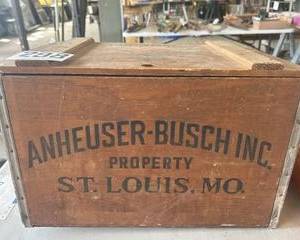 ANHEUSER-BUSCH INC.
PROPERTY
ST. LOUIS, MO.